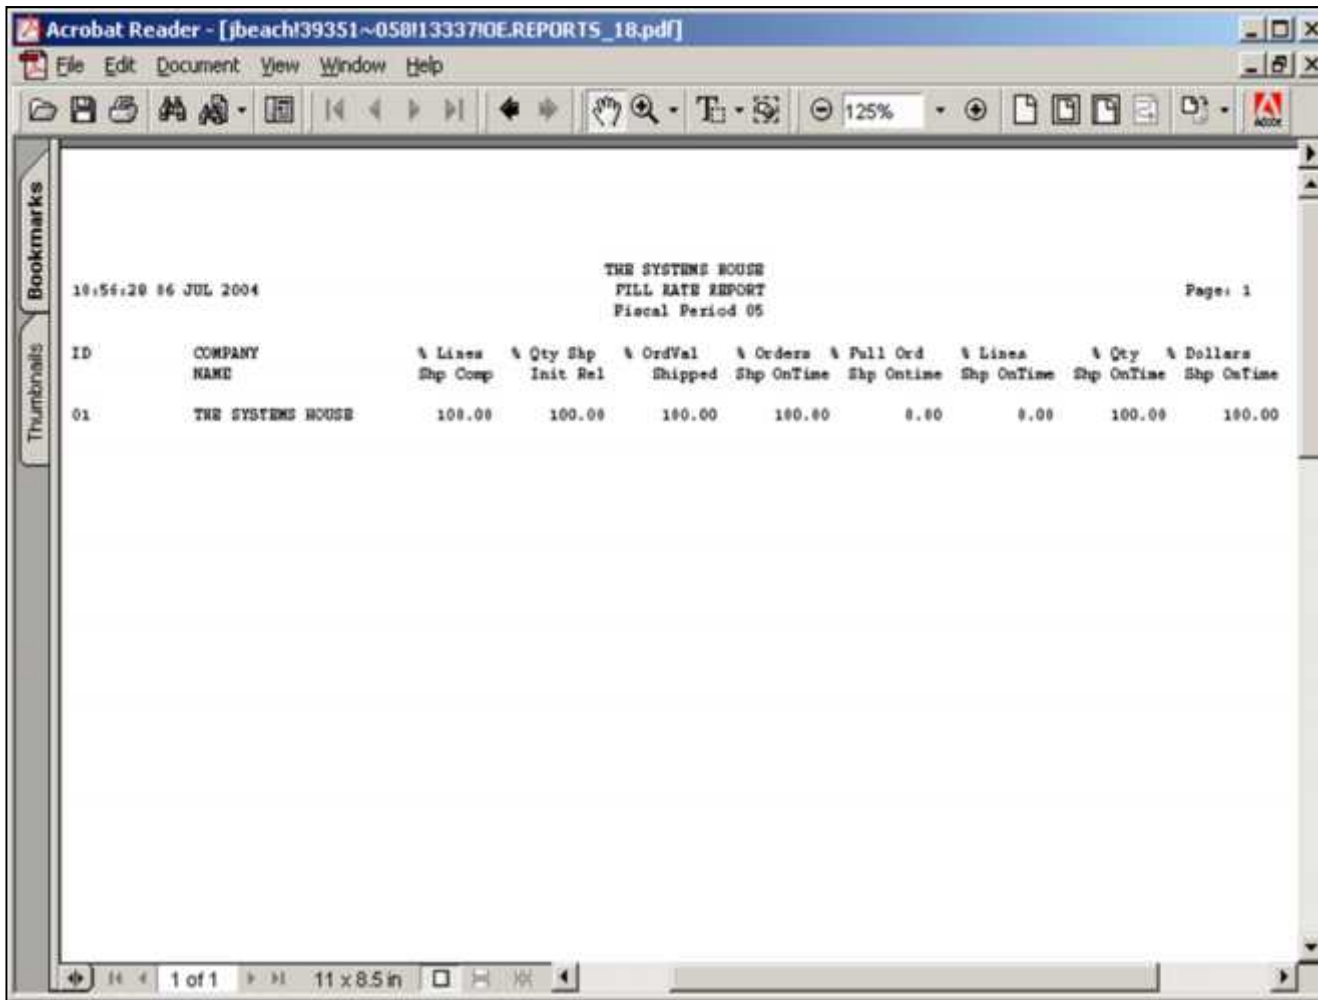 Acrobat Reader - [jbeach!39351~058!13337!OE.REPORTS_18.pdf]
File Edit Document View Window Help
125%
Bookmarks
Thumbnails
THE SYSTEMS HOUSE
10:56:20 06 JUL 2004 FILL RATE REPORT Page: 1
Fiscal Period 05
ID COMPANY % Lines % Qty Shp % OrdVal % Orders % Full Ord % Lines % Qty % Dollars
NAME Shp Comp Init Rel Shipped Shp OnTime Shp Ontime Shp OnTime Shp OnTime Shp OnTime
01 THE SYSTEMS HOUSE 100.00 100.00 100.00 100.00 0.00 0.00 100.00 100.00
1 of 1 11 x 8.5 in